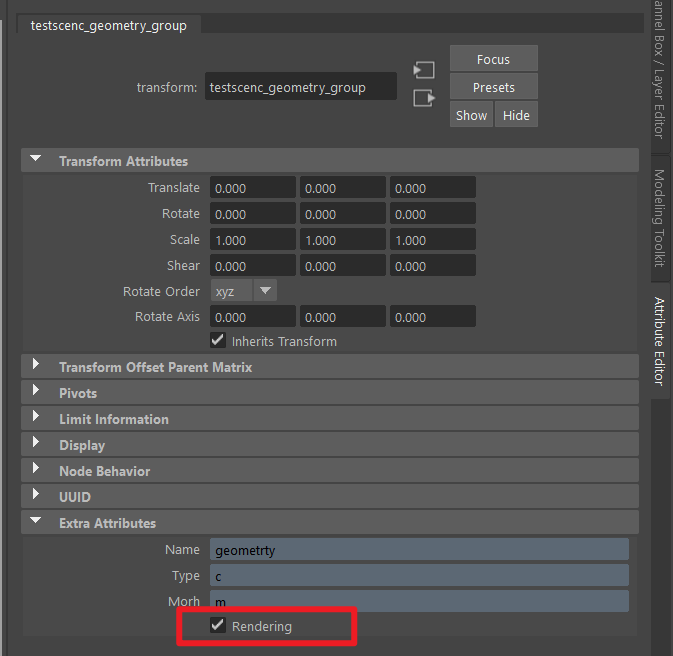 testscenc_geometry_group
transform: testscenc_geometry_group
Focus
Presets
Show Hide
Transform Attributes
Translate 0.000 0.000 0.000
Rotate 0.000 0.000 0.000
Scale 1.000 1.000 1.000
Shear 0.000 0.000 0.000
Rotate Order xyz
Rotate Axis 0.000 0.000 0.000
Inherits Transform
Transform Offset Parent Matrix
Pivots
Limit Information
Display
Node Behavior
UUID
Extra Attributes
Name geometrty
Type c
Morh m
Rendering
annel Box / Layer Editor
Modeling Toolkit
Attribute Editor